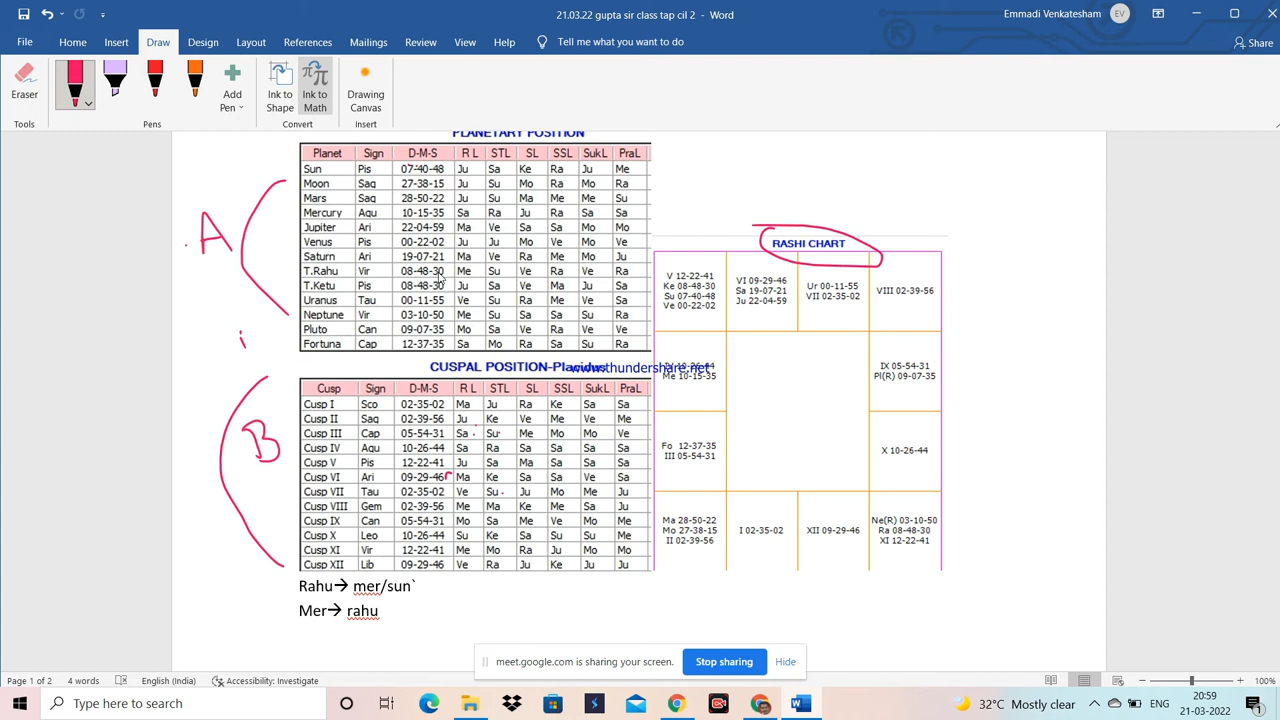 21.03.22 gupta sir class tap cil 2 - Word
Emmadi Venkatesham EV
File Home Insert Draw Design Layout References Mailings Review View Help Tell me what you want to do Share
Eraser
Add Pen
Ink to Shape
Ink to Math
Drawing Canvas
Tools Pens Convert Insert
PLANETARY POSITION
Planet Sign D-M-S R L STL SL SSL SukL PraL
Sun Pis 07-40-48 Ju Sa Ke Ra Ju Me
Moon Sag 27-38-15 Ju Su Mo Ra Mo Ra
Mars Sag 28-50-22 Ju Su Ma Me Me Su
Mercury Aqu 10-15-35 Sa Ra Ju Ra Sa Sa
Jupiter Ari 22-04-59 Ma Ve Sa Sa Mo Mo
Venus Pis 00-22-02 Ju Ju Mo Ve Mo Ve
Saturn Ari 19-07-21 Ma Ve Ra Me Mo Ju
T.Rahu Vir 08-48-30 Me Su Ve Ra Ve Ra
T.Ketu Pis 08-48-30 Ju Sa Ve Ma Ju Sa
Uranus Tau 00-11-55 Ve Su Ra Me Ve Sa
Neptune Vir 03-10-50 Me Su Sa Sa Su Ra
Pluto Can 09-07-35 Mo Sa Ve Ra Ve Ve
Fortuna Cap 12-37-35 Sa Mo Ra Sa Su Ra
A
i
CUSPAL POSITION-Placidus
www.thundershare.net
Cusp Sign D-M-S R L STL SL SSL SukL PraL
Cusp I Sco 02-35-02 Ma Ju Ra Ke Sa Sa
Cusp II Sag 02-39-56 Ju Ke Ve Me Ve Me
Cusp III Cap 05-54-31 Sa Su Me Mo Mo Ve
Cusp IV Aqu 10-26-44 Sa Ra Sa Sa Sa Sa
Cusp V Pis 12-22-41 Ju Sa Ma Sa Sa Sa
Cusp VI Ari 09-29-46 Ma Ke Sa Sa Ve Sa
Cusp VII Tau 02-35-02 Ve Su Ju Mo Me Ju
Cusp VIII Gem 02-39-56 Me Ma Ke Me Sa Ju
Cusp IX Can 05-54-31 Mo Sa Me Ve Mo Me
Cusp X Leo 10-26-44 Su Ke Sa Su Su Me
Cusp XI Vir 12-22-41 Me Mo Ra Ju Mo Mo
Cusp XII Lib 09-29-46 Ve Ra Ju Ke Ju Ju
B
RASHI CHART
V 12-22-41
Ke 08-48-30
Su 07-40-48
Ve 00-22-02
VI 09-29-46
Sa 19-07-21
Ju 22-04-59
Ur 00-11-55
VII 02-35-02
VIII 02-39-56
Me 10-15-35
IX 05-54-31
Pl(R) 09-07-35
Fo 12-37-35
III 05-54-31
X 10-26-44
Ma 28-50-22
Mo 27-38-15
II 02-39-56
I 02-35-02
XII 09-29-46
Ne(R) 03-10-50
Ra 08-48-30
XI 12-22-41
Rahu→ mer/sun`
Mer→ rahu
meet.google.com is sharing your screen. Stop sharing Hide
Page 1 of 2 4 words English (India) Accessibility: Investigate 100%
Type here to search
32°C Mostly clear ENG 20:59
21-03-2022